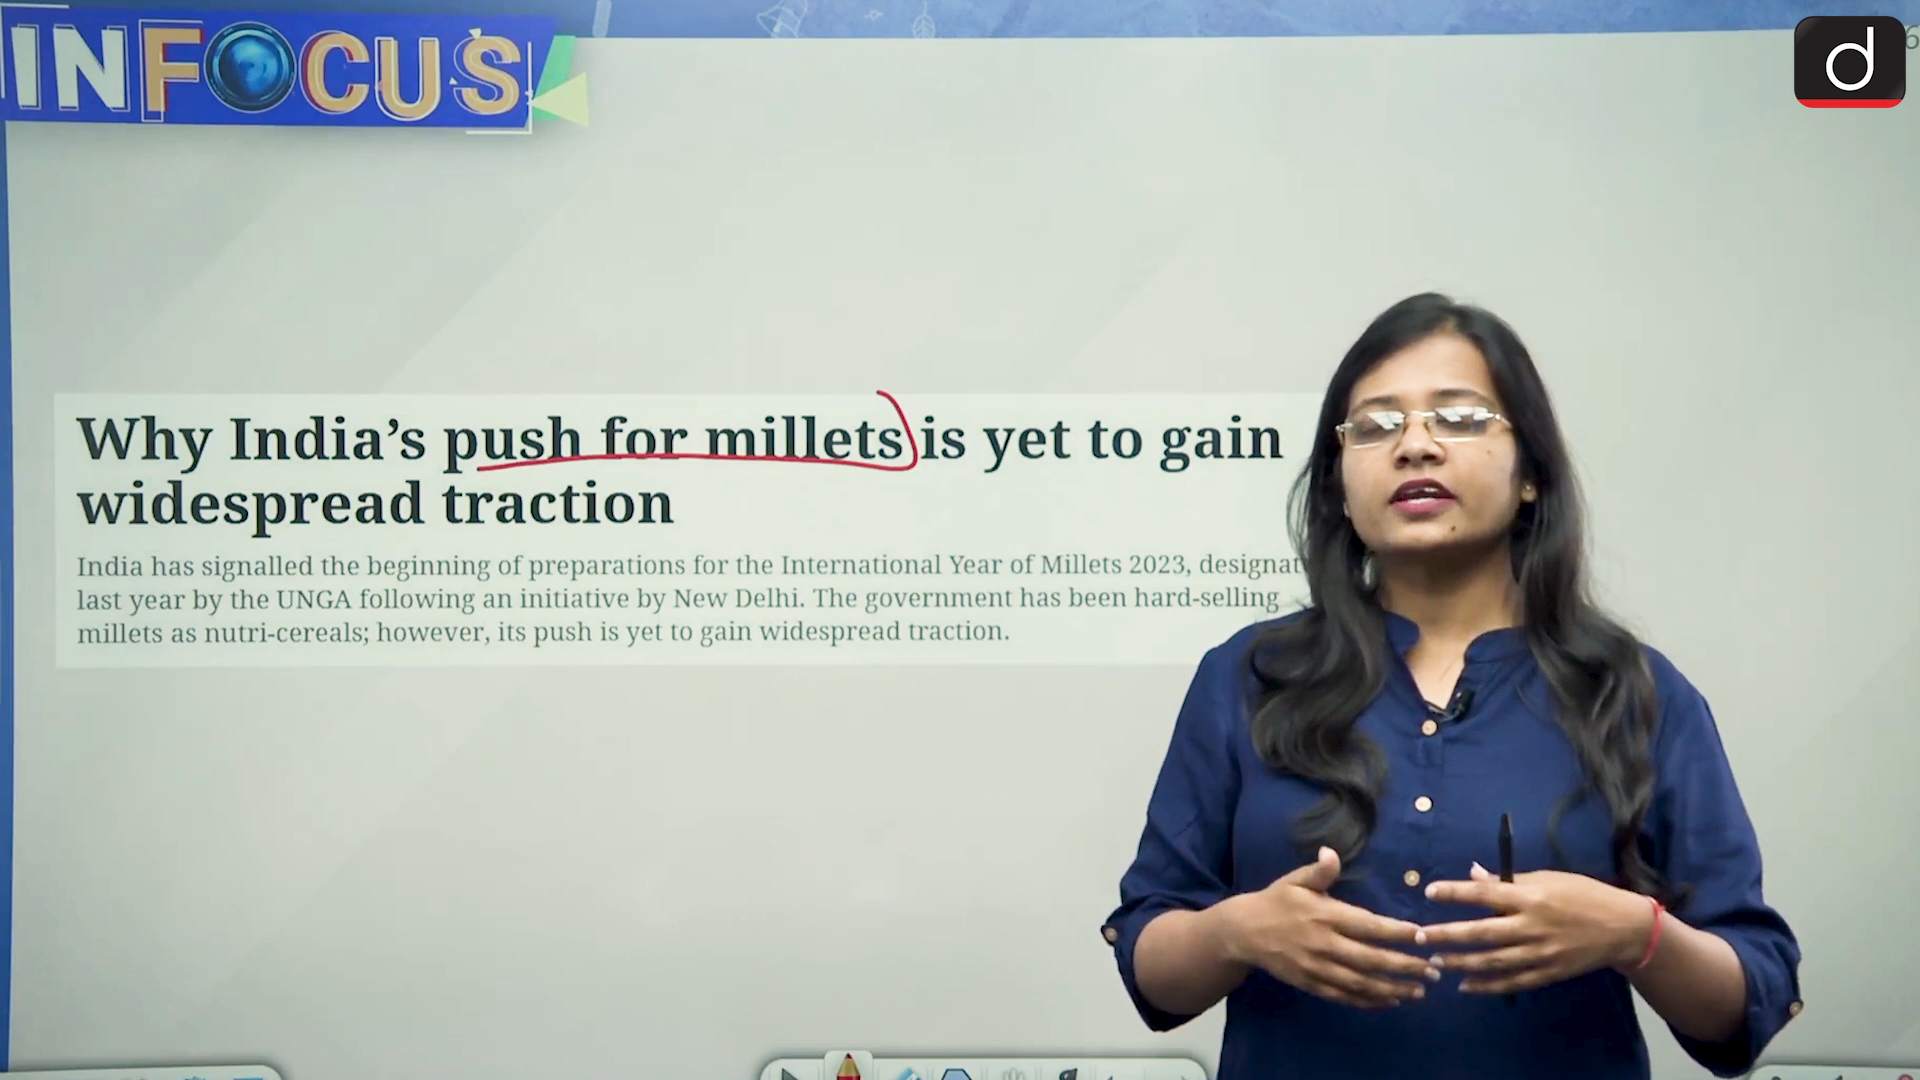 INFOCUS
d
6
Why India’s push for millets is yet to gain
widespread traction
India has signalled the beginning of preparations for the International Year of Millets 2023, designat
last year by the UNGA following an initiative by New Delhi. The government has been hard-selling
millets as nutri-cereals; however, its push is yet to gain widespread traction.